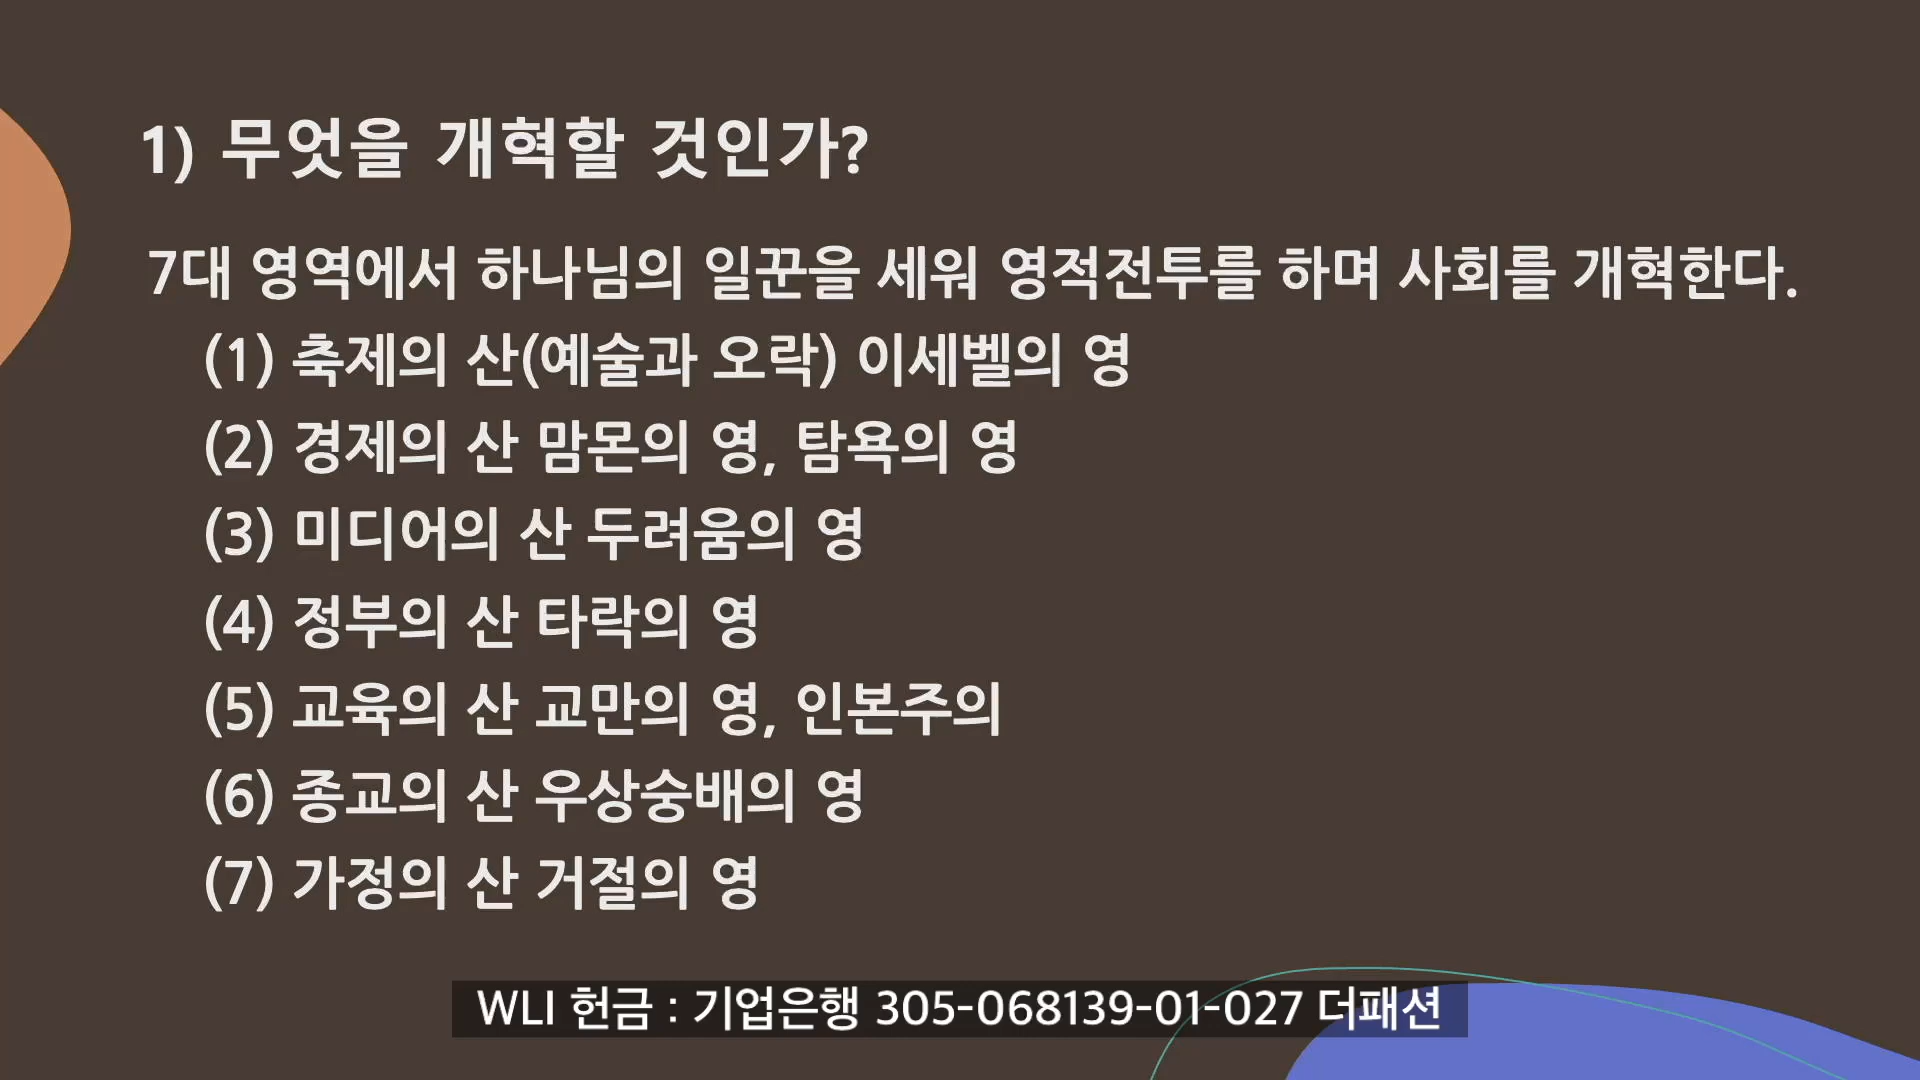 1) 무엇을 개혁할 것인가?
7대 영역에서 하나님의 일꾼을 세워 영적전투를 하며 사회를 개혁한다.
(1) 축제의 산(예술과 오락) 이세벨의 영
(2) 경제의 산 맘몬의 영, 탐욕의 영
(3) 미디어의 산 두려움의 영
(4) 정부의 산 타락의 영
(5) 교육의 산 교만의 영, 인본주의
(6) 종교의 산 우상숭배의 영
(7) 가정의 산 거절의 영
WLI 헌금 : 기업은행 305-068139-01-027 더패션